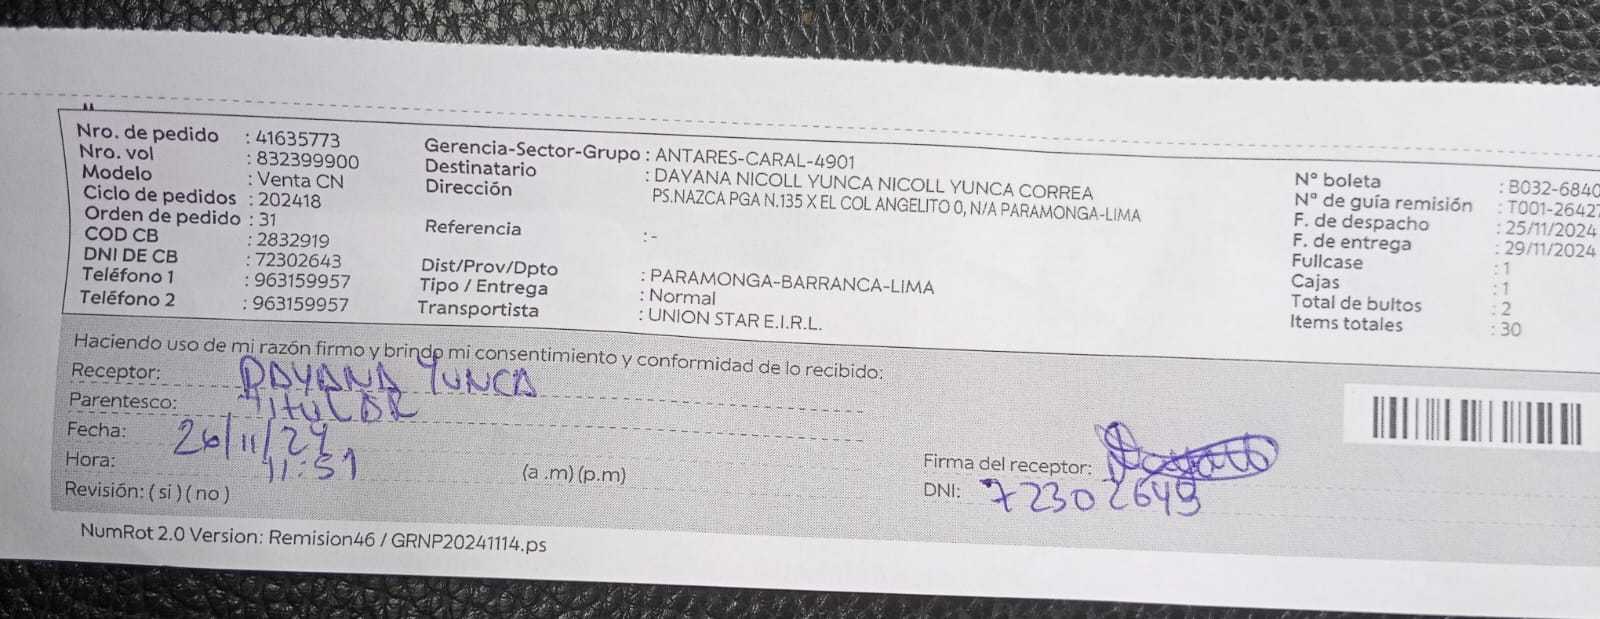 Nro. de pedido : 41635773
Nro. vol : 832399900
Modelo : Venta CN
Ciclo de pedidos : 202418
Orden de pedido : 31
COD CB : 2832919
DNI DE CB : 72302643
Teléfono 1 : 963159957
Teléfono 2 : 963159957
Gerencia-Sector-Grupo : ANTARES-CARAL-4901
Destinatario : DAYANA NICOLL YUNCA NICOLL YUNCA CORREA
Dirección PS.NAZCA PGA N.135 X EL COL ANGELITO 0, N/A PARAMONGA-LIMA
Referencia : -
Dist/Prov/Dpto : PARAMONGA-BARRANCA-LIMA
Tipo / Entrega : Normal
Transportista : UNION STAR E.I.R.L.
N° boleta : B032-6840
N° de guía remisión : T001-26427
F. de despacho : 25/11/2024
F. de entrega : 29/11/2024
Fullcase : 1
Cajas : 1
Total de bultos : 2
Items totales : 30
Haciendo uso de mi razón firmo y brindo mi consentimiento y conformidad de lo recibido:
Receptor: DAYANA YUNCA
Parentesco: TITULAR
Fecha: 26/11/24
Hora: 11:51 (a .m) (p.m)
Revisión: ( si ) ( no )
Firma del receptor:
DNI: 72302643
NumRot 2.0 Version: Remision46 / GRNP20241114.ps